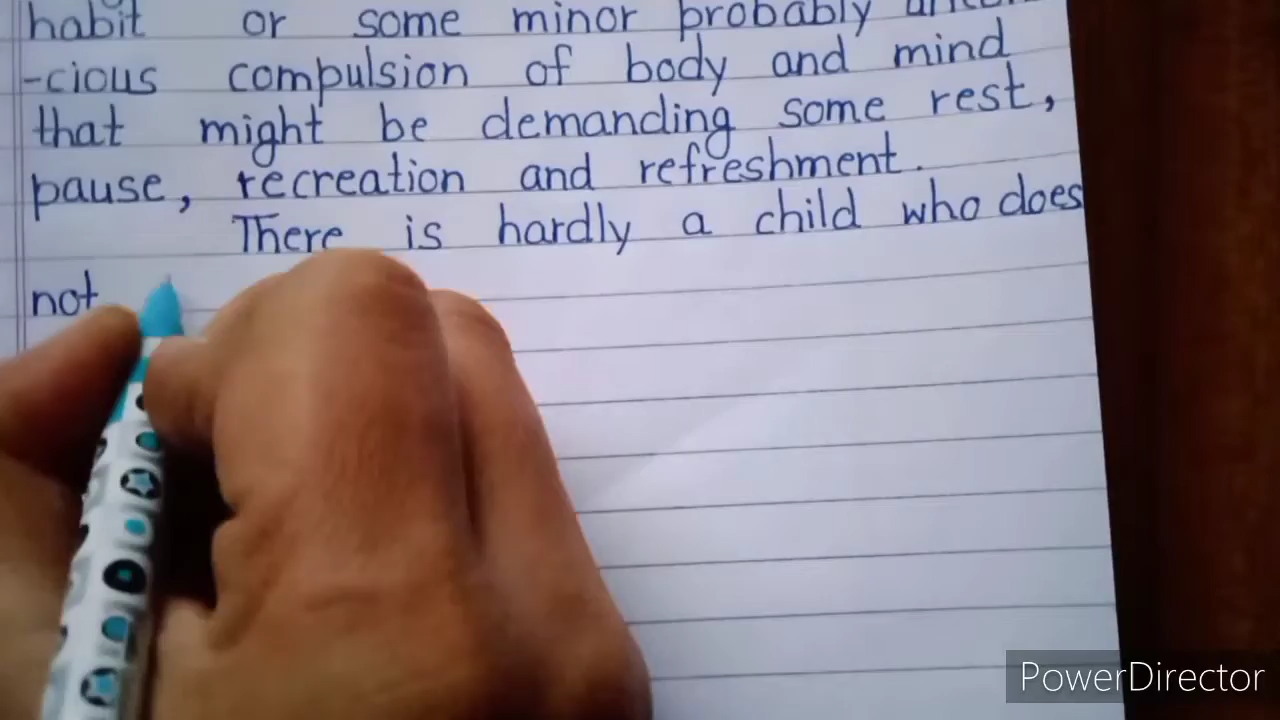 habit or some minor probably
-cious compulsion of body and mind
that might be demanding some rest,
pause, recreation and refreshment.
There is hardly a child who does
not
PowerDirector